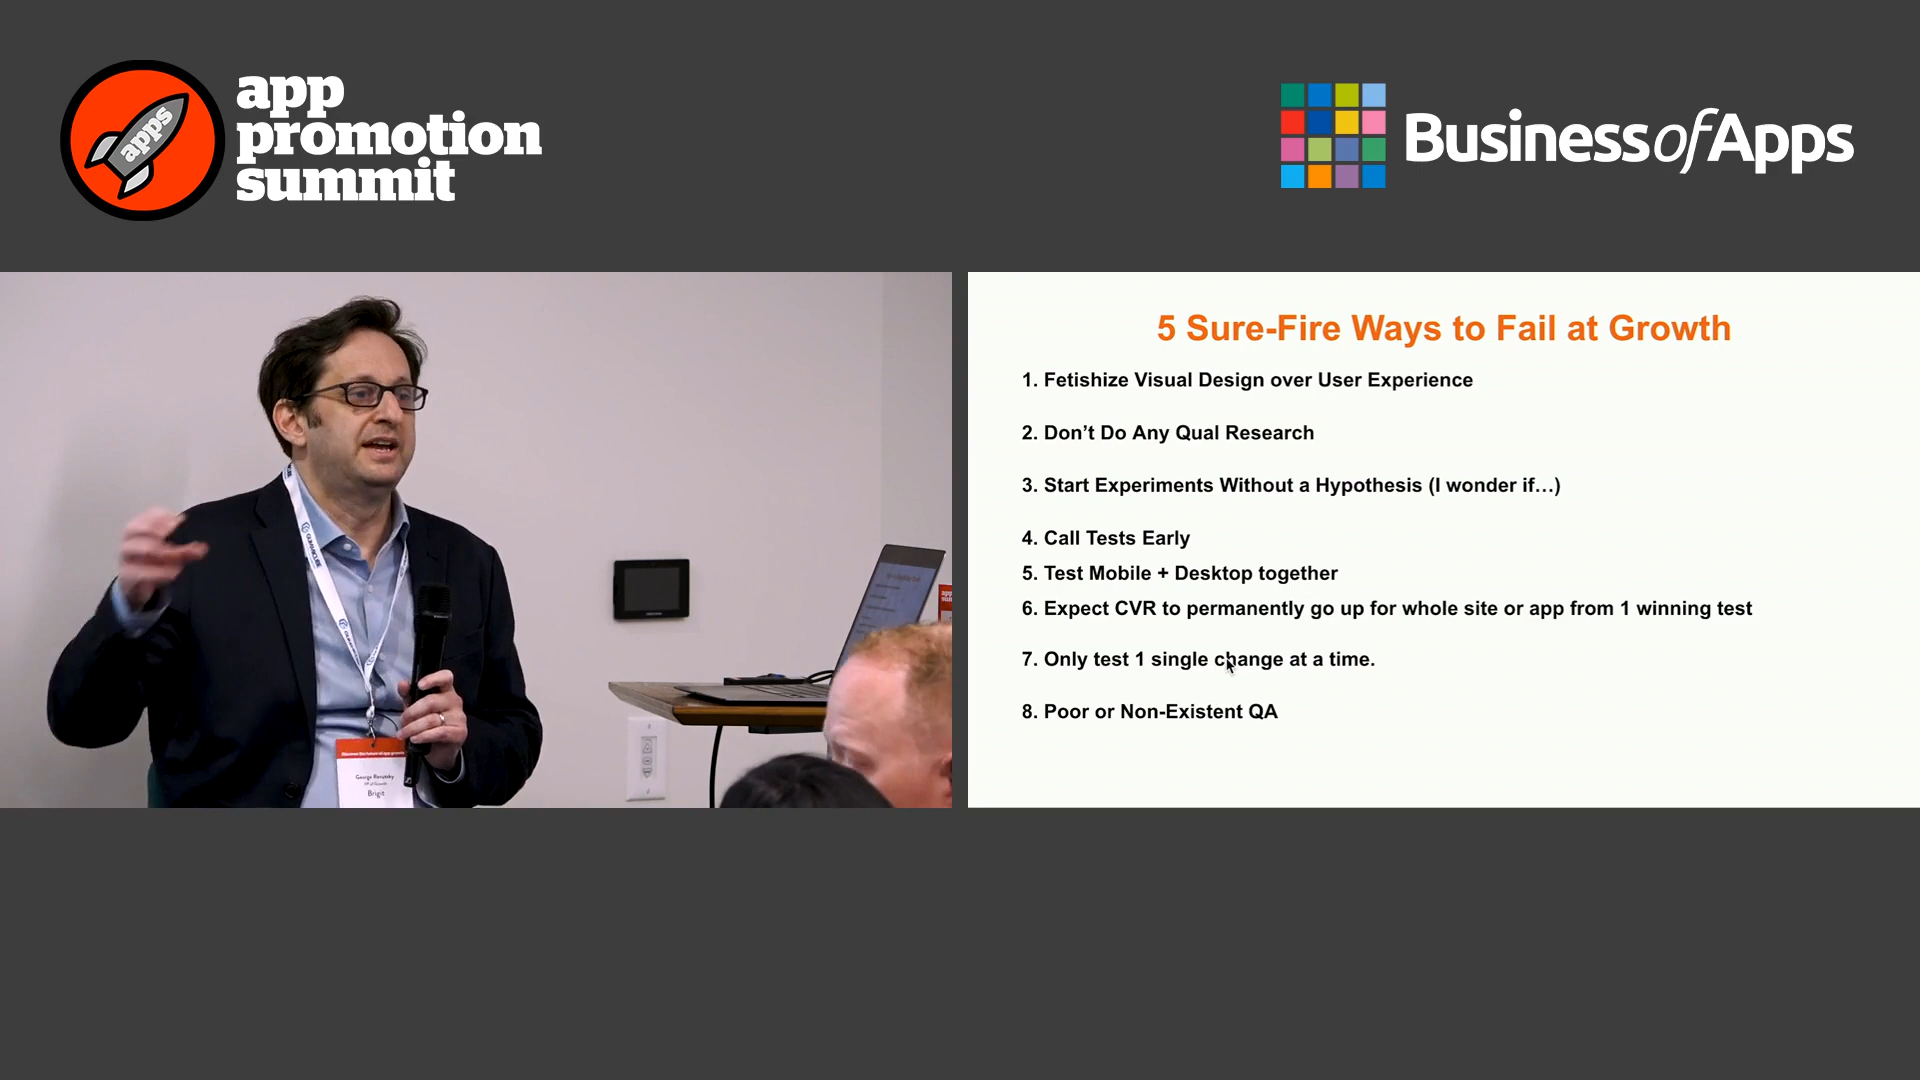 apps
app
promotion
summit
BusinessofApps
5 Sure-Fire Ways to Fail at Growth
1. Fetishize Visual Design over User Experience
2. Don’t Do Any Qual Research
3. Start Experiments Without a Hypothesis (I wonder if…)
4. Call Tests Early
5. Test Mobile + Desktop together
6. Expect CVR to permanently go up for whole site or app from 1 winning test
7. Only test 1 single change at a time.
8. Poor or Non-Existent QA
Brigit